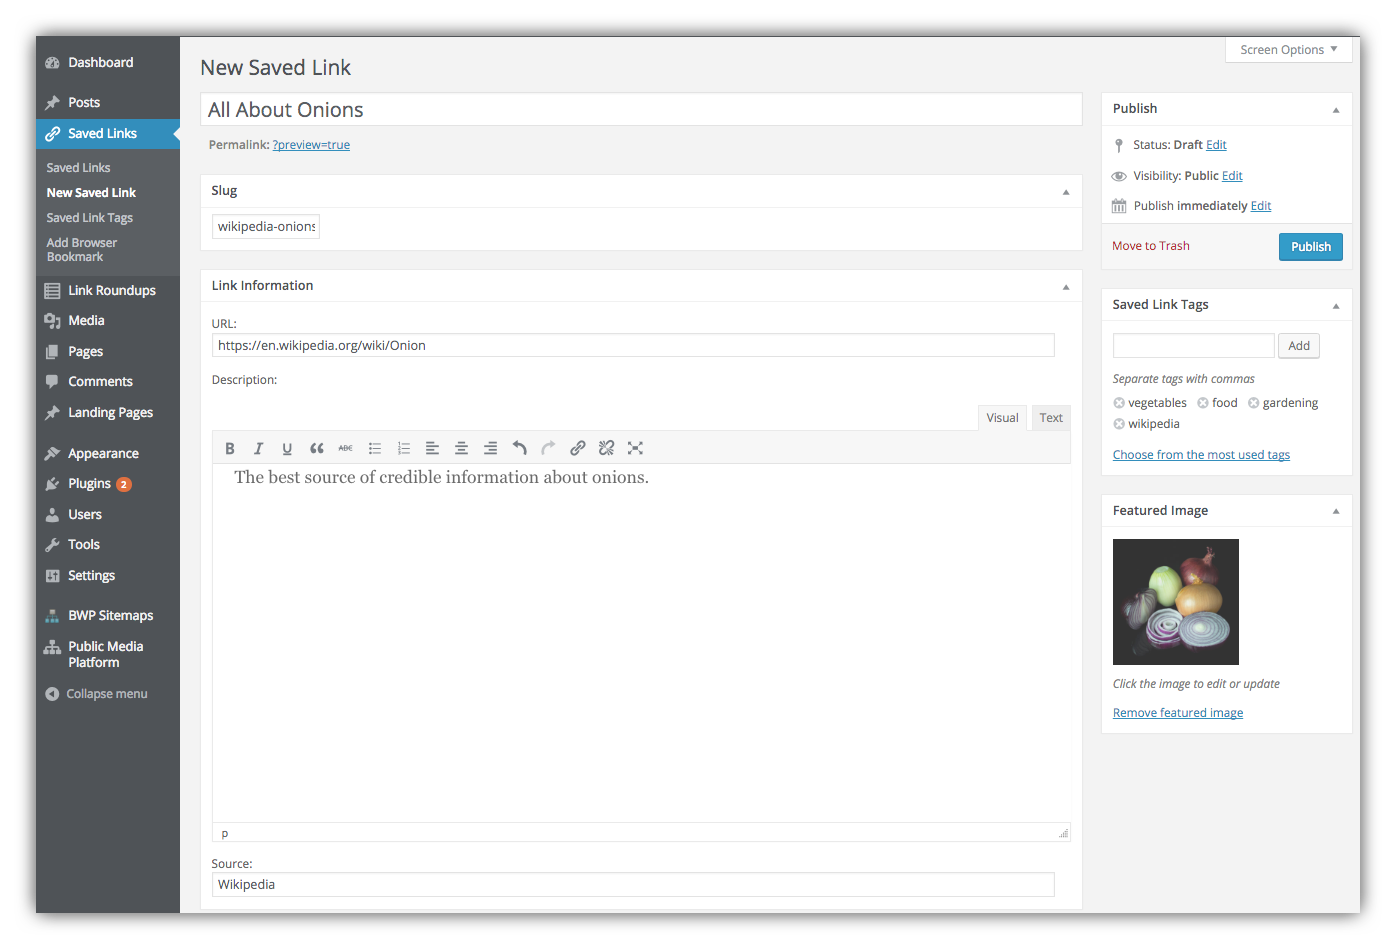 Dashboard
Posts
Saved Links
Saved Links
New Saved Link
Saved Link Tags
Add Browser
Bookmark
Link Roundups
Media
Pages
Comments
Landing Pages
Appearance
Plugins 2
Users
Tools
Settings
BWP Sitemaps
Public Media
Platform
Collapse menu
Screen Options
New Saved Link
All About Onions
Permalink: ?preview=true
Slug
wikipedia-onions
Link Information
URL:
https://en.wikipedia.org/wiki/Onion
Description:
Visual Text
B I U ABC
The best source of credible information about onions.
p
Source:
Wikipedia
Publish
Status: Draft Edit
Visibility: Public Edit
Publish immediately Edit
Move to Trash Publish
Saved Link Tags
Add
Separate tags with commas
vegetables food gardening
wikipedia
Choose from the most used tags
Featured Image
Click the image to edit or update
Remove featured image